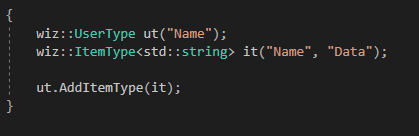 {
wiz::UserType ut("Name");
wiz::ItemType<std::string> it("Name", "Data");
ut.AddItemType(it);
}